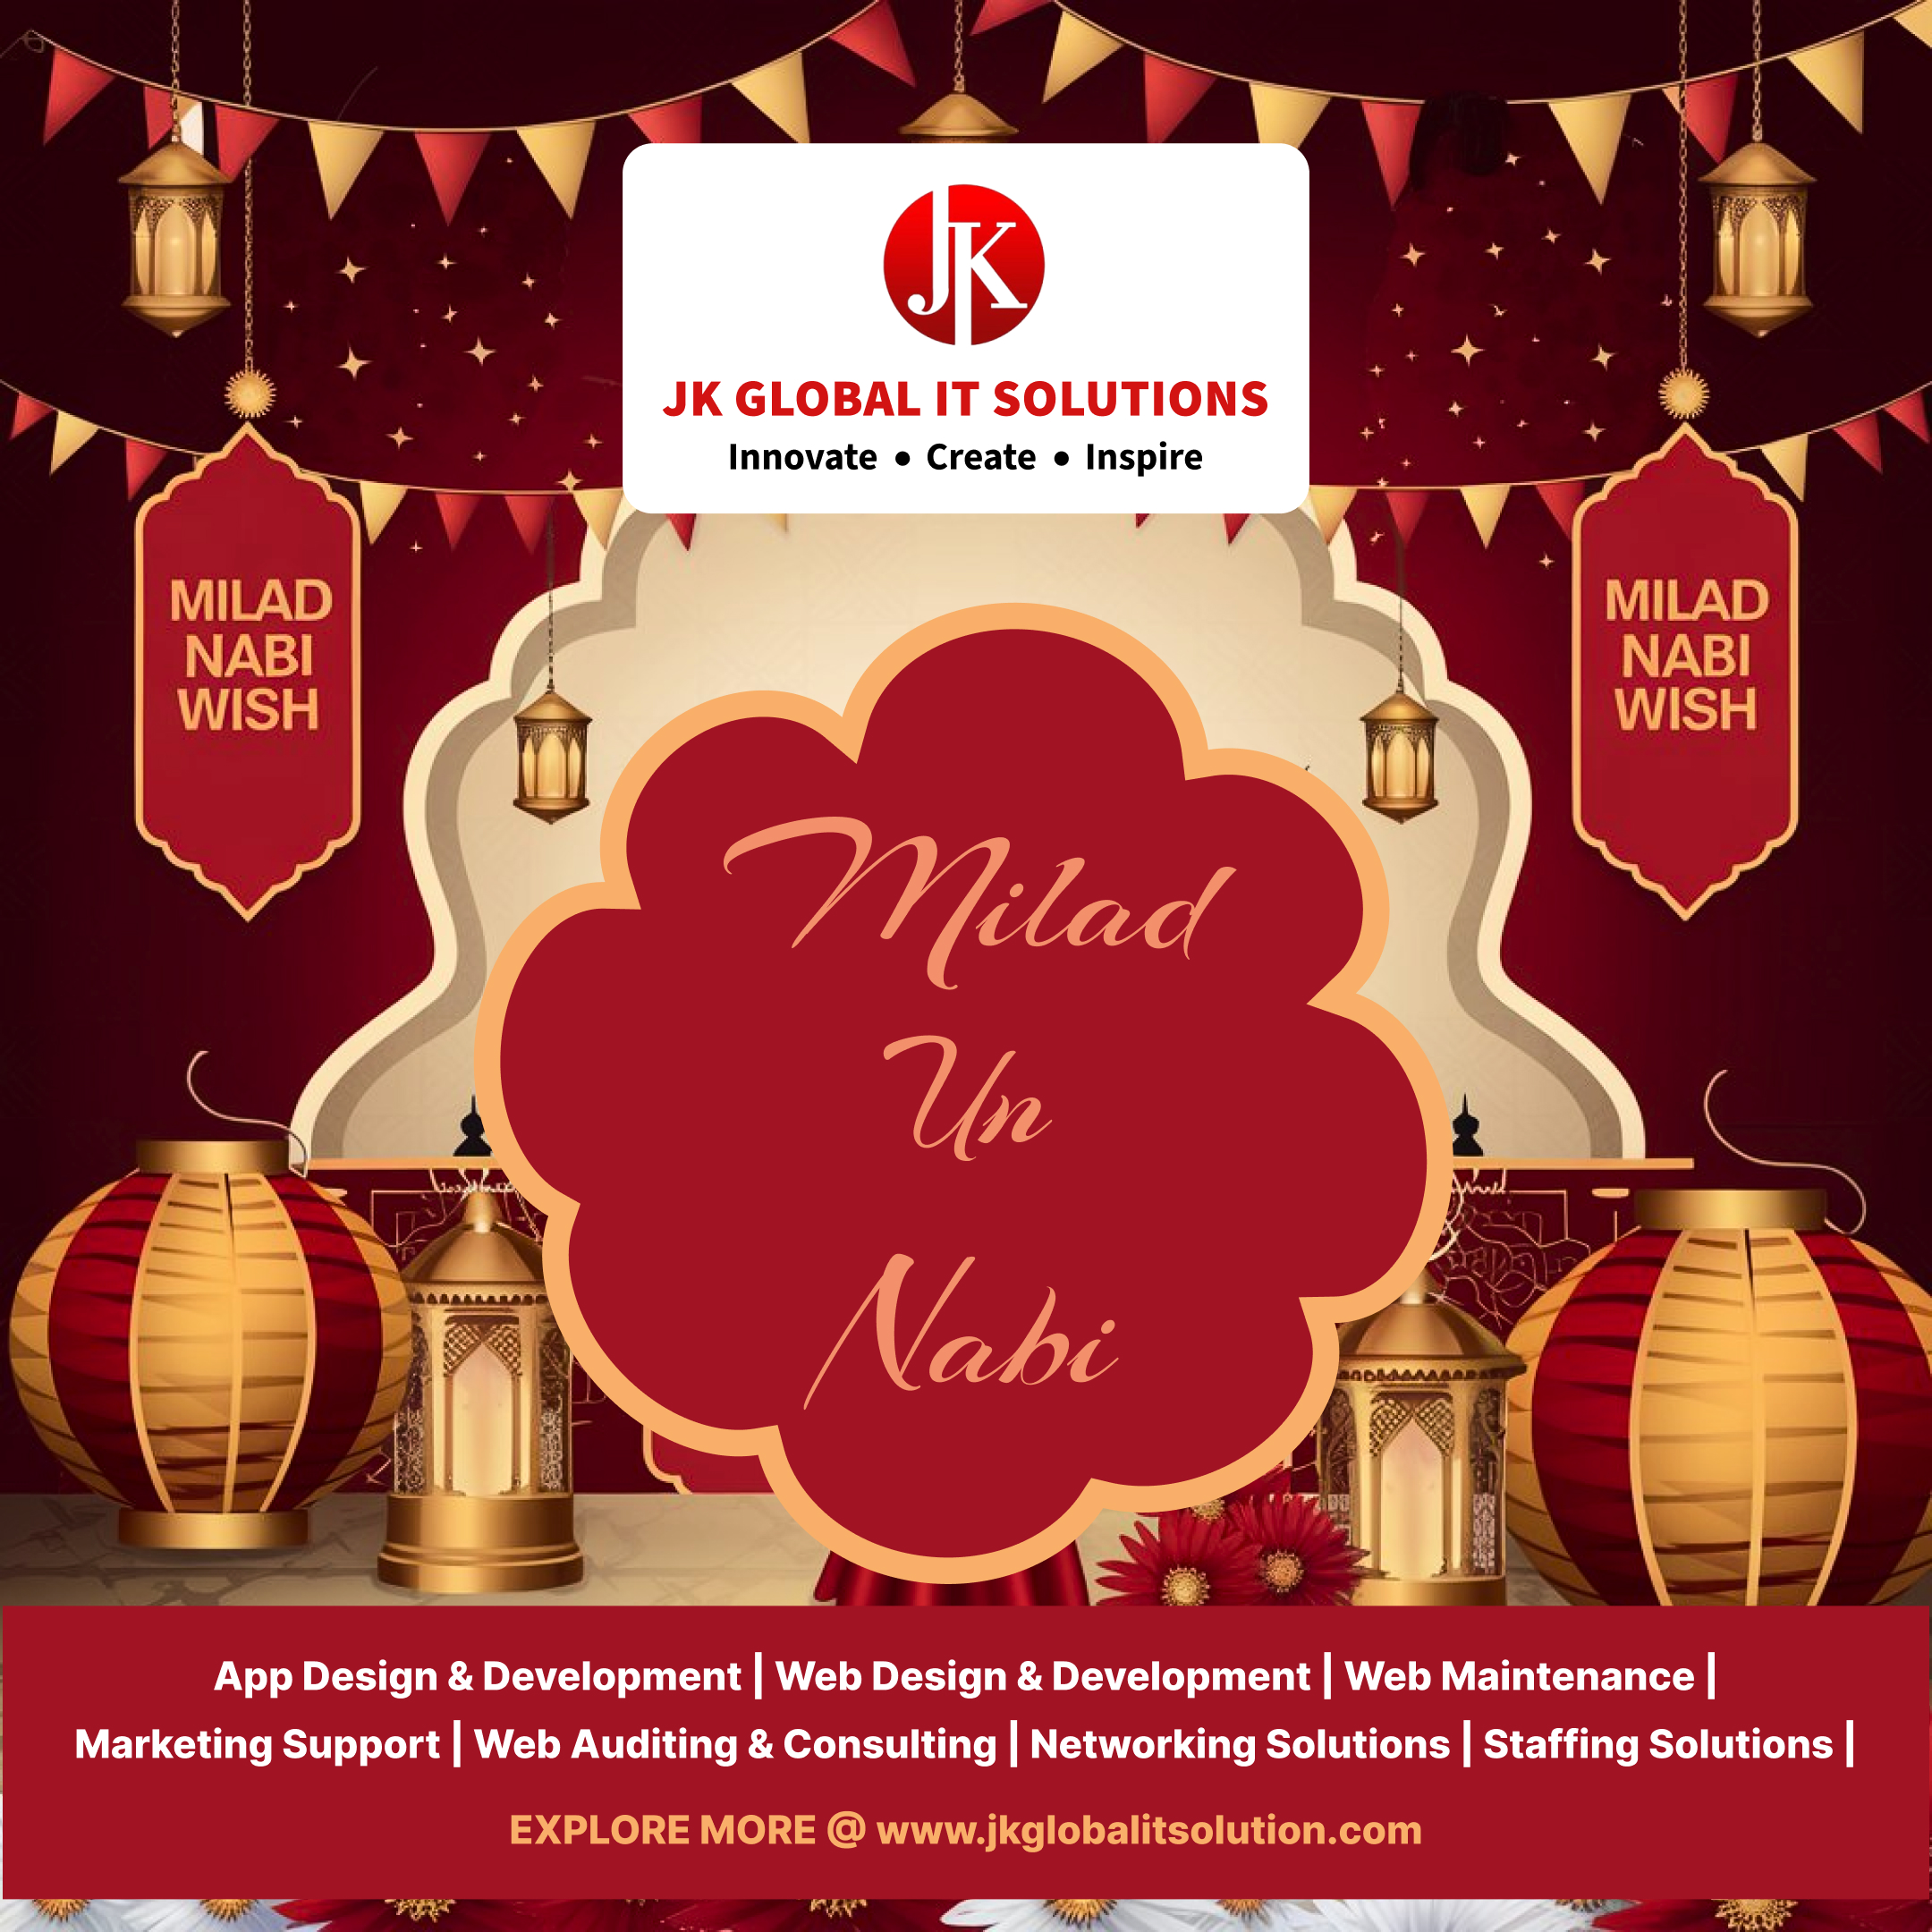 JK
JK GLOBAL IT SOLUTIONS
Innovate • Create • Inspire
MILAD
NABI
WISH
MILAD
NABI
WISH
Milad
Un
Nabi
App Design & Development | Web Design & Development | Web Maintenance |
Marketing Support | Web Auditing & Consulting | Networking Solutions | Staffing Solutions |
EXPLORE MORE @ www.jkglobalitsolution.com